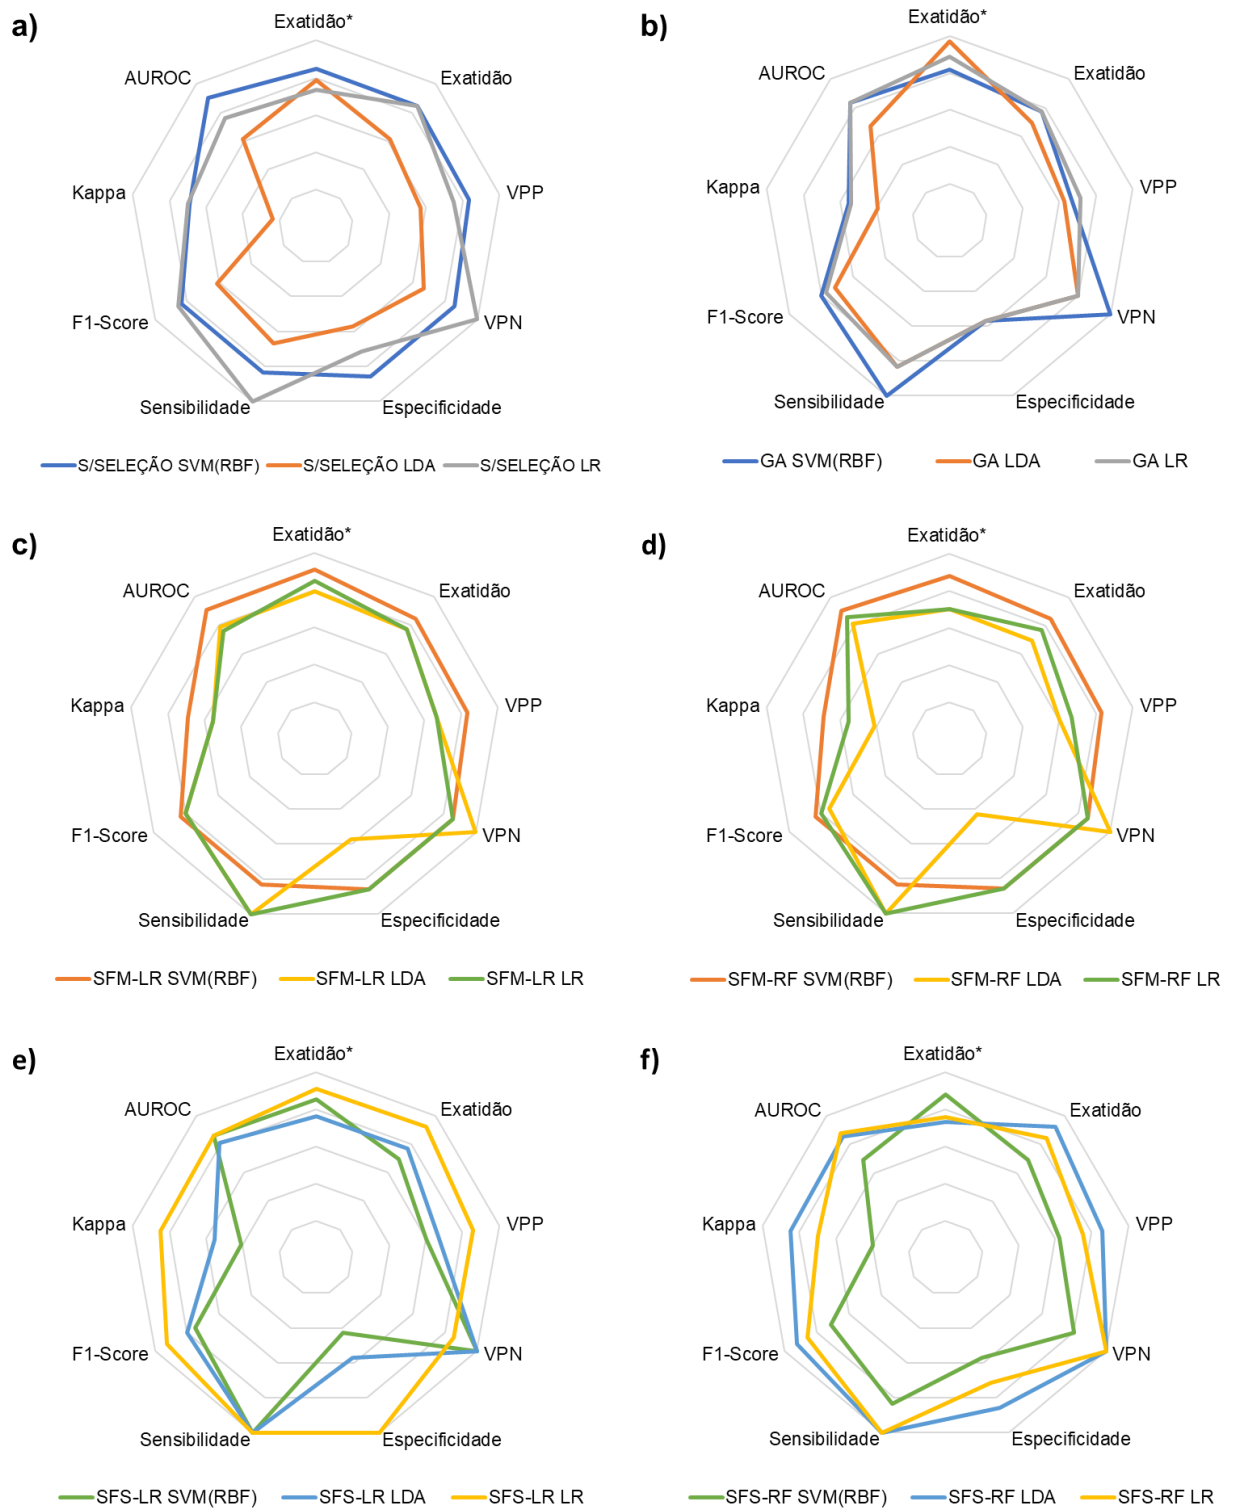 a)
Exatidão*
AUROC
Exatidão
Kappa
VPP
F1-Score
VPN
Sensibilidade
Especificidade
S/SELEÇÃO SVM(RBF) S/SELEÇÃO LDA S/SELEÇÃO LR
b)
Exatidão*
AUROC
Exatidão
Kappa
VPP
F1-Score
VPN
Sensibilidade
Especificidade
GA SVM(RBF) GA LDA GA LR
c)
Exatidão*
AUROC
Exatidão
Kappa
VPP
F1-Score
VPN
Sensibilidade
Especificidade
SFM-LR SVM(RBF) SFM-LR LDA SFM-LR LR
d)
Exatidão*
AUROC
Exatidão
Kappa
VPP
F1-Score
VPN
Sensibilidade
Especificidade
SFM-RF SVM(RBF) SFM-RF LDA SFM-RF LR
e)
Exatidão*
AUROC
Exatidão
Kappa
VPP
F1-Score
VPN
Sensibilidade
Especificidade
SFS-LR SVM(RBF) SFS-LR LDA SFS-LR LR
f)
Exatidão*
AUROC
Exatidão
Kappa
VPP
F1-Score
VPN
Sensibilidade
Especificidade
SFS-RF SVM(RBF) SFS-RF LDA SFS-RF LR